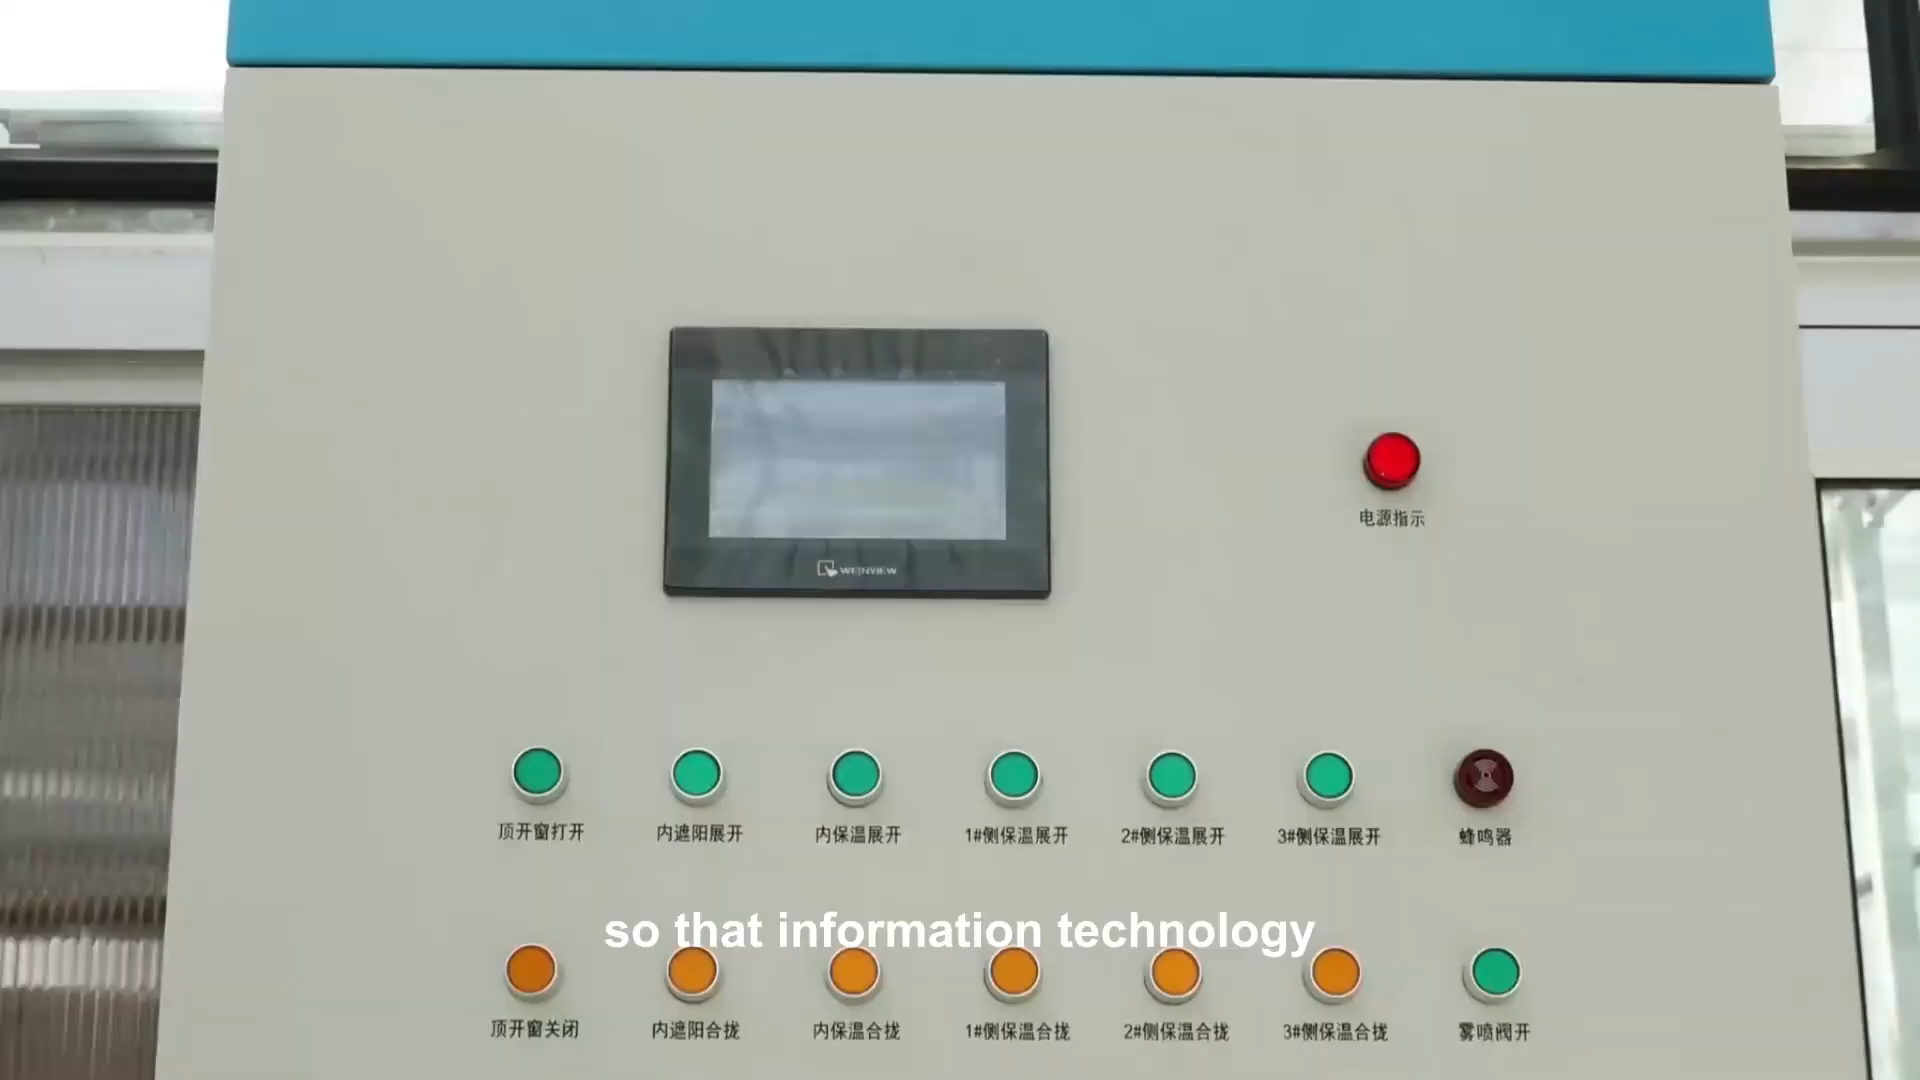 WEINVIEW
电源指示
顶开窗打开 内遮阳展开 内保温展开 1#侧保温展开 2#侧保温展开 3#侧保温展开 蜂鸣器
so that information technology
顶开窗关闭 内遮阳合拢 内保温合拢 1#侧保温合拢 2#侧保温合拢 3#侧保温合拢 雾喷阀开